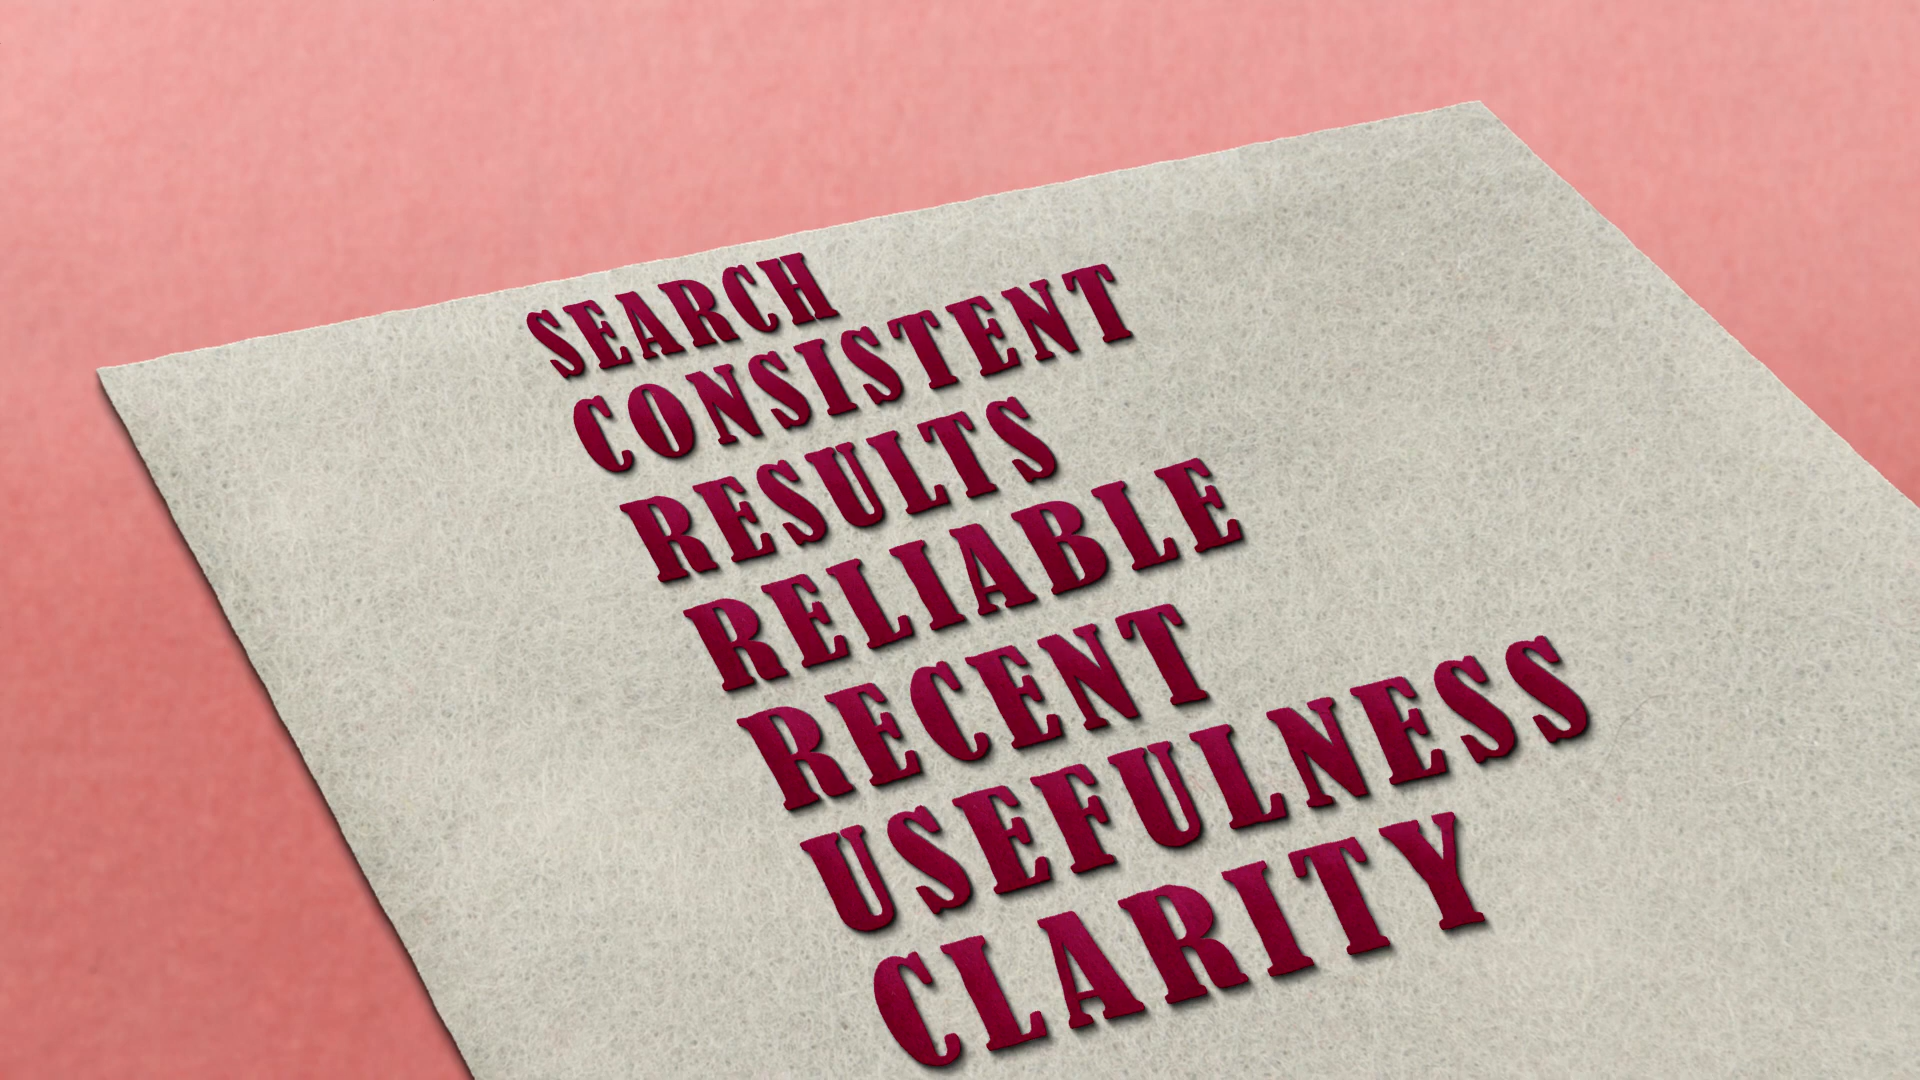 SEARCH
CONSISTENT
RESULTS
RELIABLE
RECENT
USEFULNESS
CLARITY